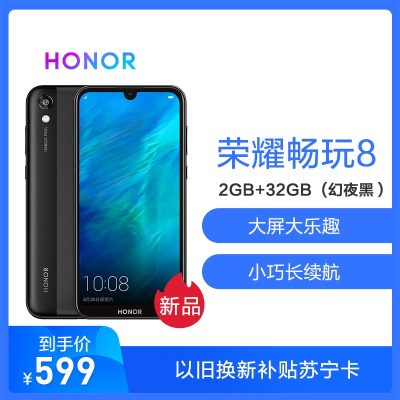 HONOR
荣耀畅玩8
2GB+32GB（幻夜黑）
大屏大乐趣
小巧长续航
10:08
HONOR
HONOR
新品
到手价
¥599
以旧换新补贴苏宁卡